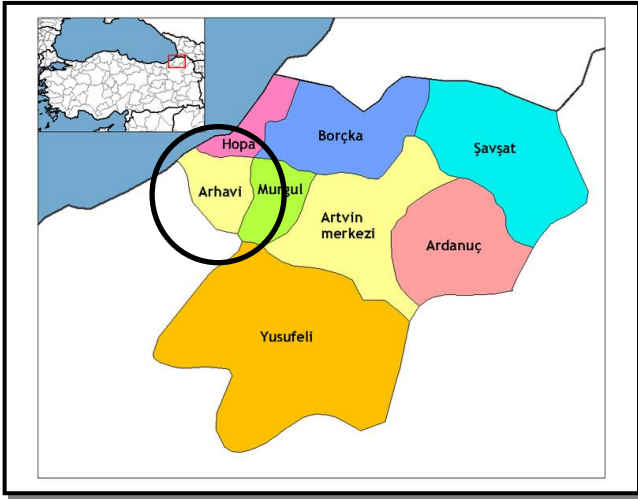 Hopa
Borçka
Şavşat
Arhavi
Murgul
Artvin
merkezi
Ardanuç
Yusufeli